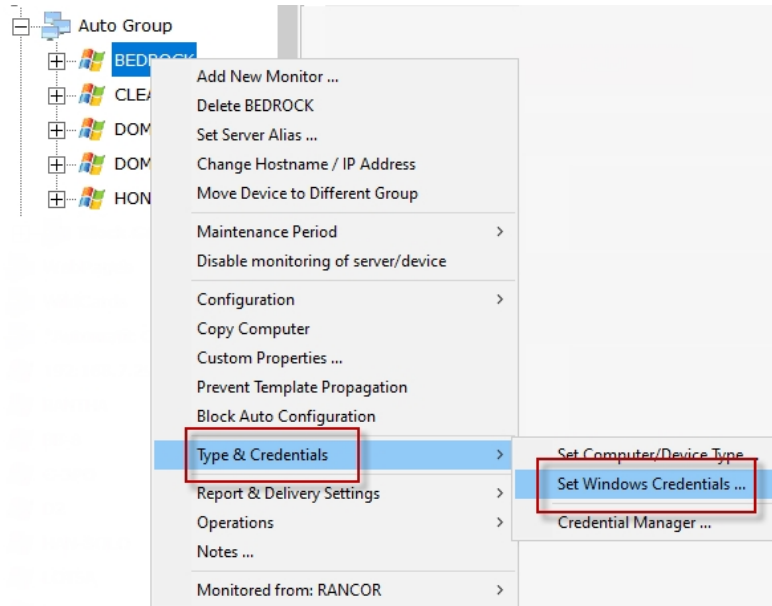 Auto Group
BEDROCK
Add New Monitor ...
Delete BEDROCK
Set Server Alias ...
Change Hostname / IP Address
Move Device to Different Group
Maintenance Period
Disable monitoring of server/device
Configuration
Copy Computer
Custom Properties ...
Prevent Template Propagation
Block Auto Configuration
Type & Credentials
Report & Delivery Settings
Operations
Notes ...
Monitored from: RANCOR
Set Computer/Device Type ...
Set Windows Credentials ...
Credential Manager ...
CLEA
DOM
DOM
HON